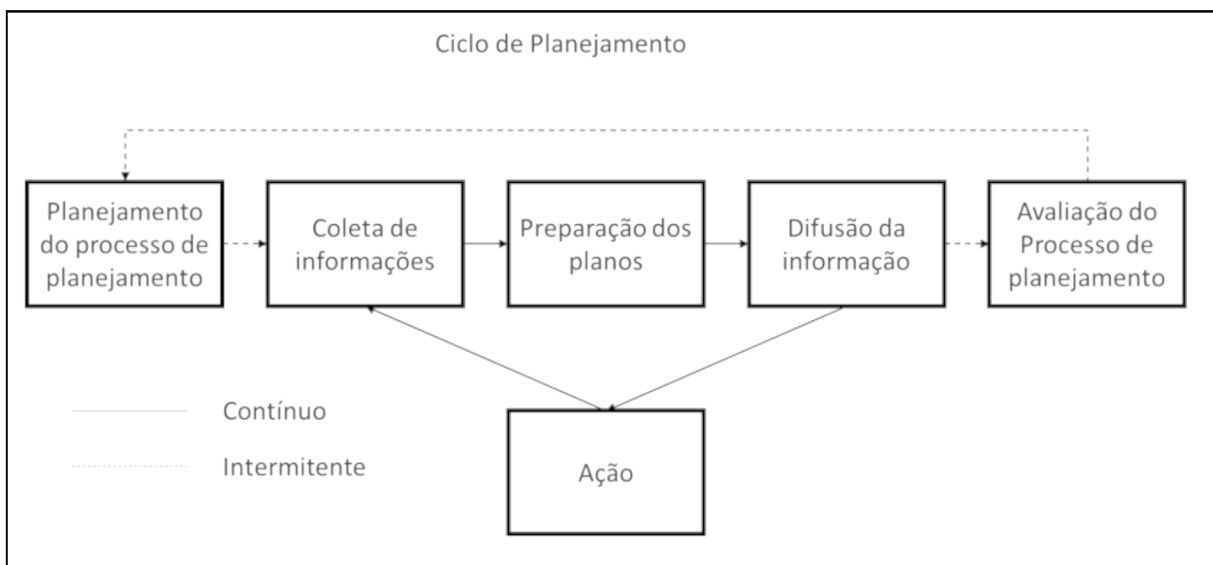 Ciclo de Planejamento
Planejamento
do processo de
planejamento
Coleta de
informações
Preparação dos
planos
Difusão da
informação
Avaliação do
Processo de
planejamento
Contínuo
Intermitente
Ação